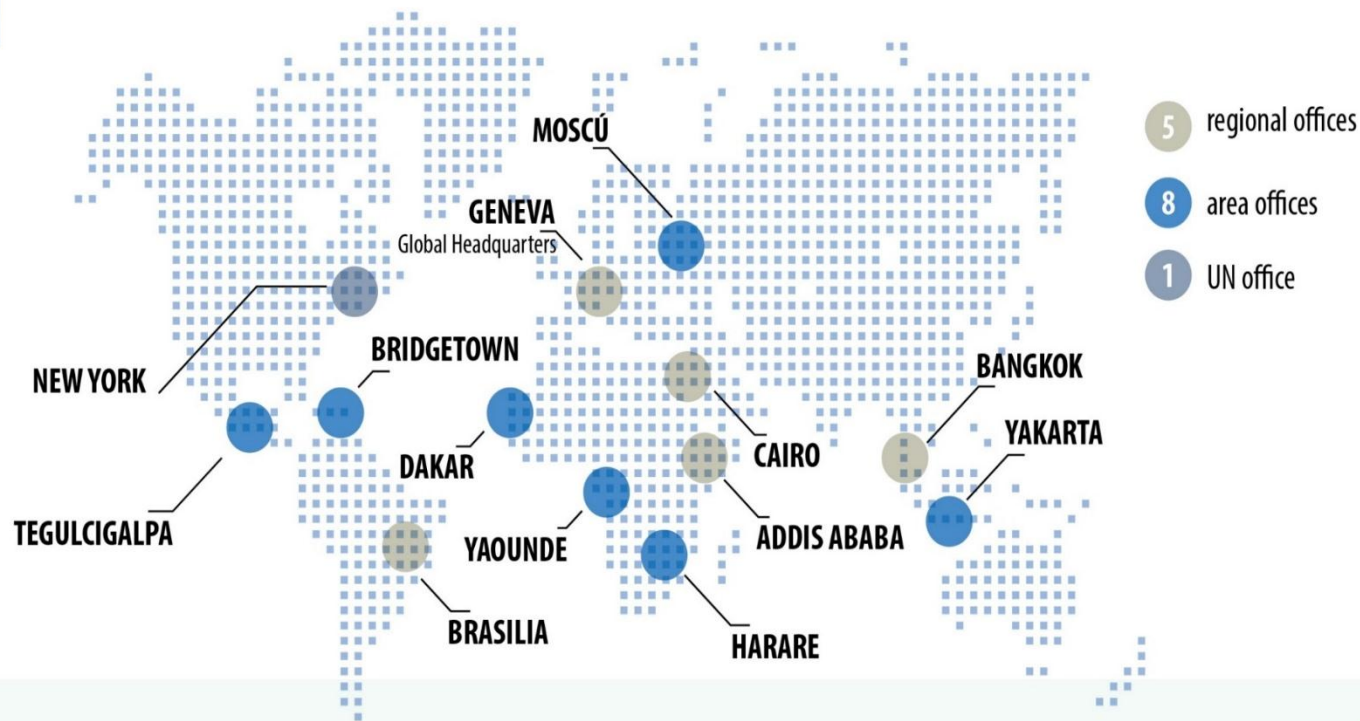 MOSCÚ
GENEVA
Global Headquarters
NEW YORK
BRIDGETOWN
DAKAR
TEGULCIGALPA
YAOUNDE
BRASILIA
CAIRO
ADDIS ABABA
HARARE
BANGKOK
YAKARTA
5 regional offices
8 area offices
1 UN office